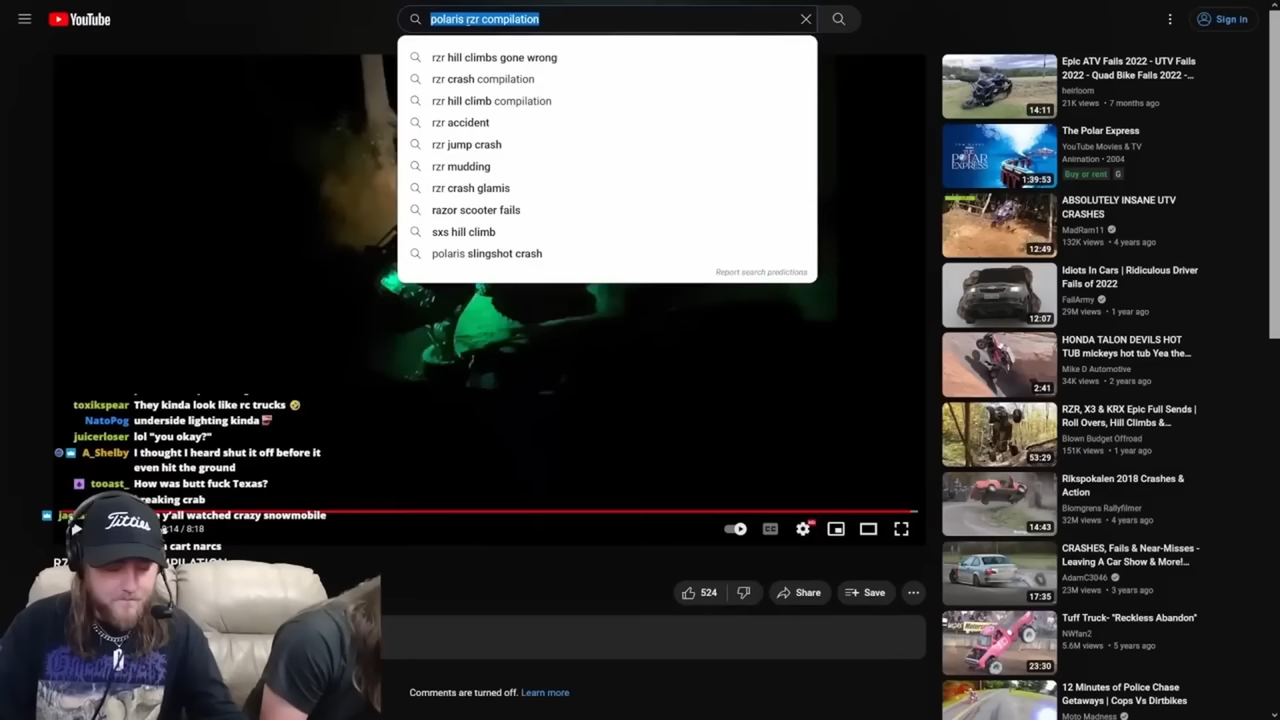 YouTube
polaris rzr compilation
Sign in
rzr hill climbs gone wrong
rzr crash compilation
rzr hill climb compilation
rzr accident
rzr jump crash
rzr mudding
rzr crash glamis
razor scooter fails
sxs hill climb
polaris slingshot crash
Report search predictions
toxikspear They kinda look like rc trucks
NatoPog underside lighting kinda
juicerloser lol "you okay?"
A_Shelby I thought I heard shut it off before it
even hit the ground
tooast_ How was butt fuck Texas?
reaking crab
y'all watched crazy snowmobile
cart narcs
:14 / 8:18
Titties
CC
HD
524
Share
Save
Comments are turned off. Learn more
Epic ATV Fails 2022 - UTV Fails
2022 - Quad Bike Fails 2022 -...
heirloom
21K views • 7 months ago
14:11
The Polar Express
YouTube Movies & TV
Animation • 2004
Buy or rent G
THE POLAR EXPRESS
1:39:53
ABSOLUTELY INSANE UTV
CRASHES
MadRam11
132K views • 4 years ago
12:49
Idiots In Cars | Ridiculous Driver
Fails of 2022
FailArmy
29M views • 1 year ago
12:07
HONDA TALON DEVILS HOT
TUB mickeys hot tub Yea the...
Mike D Automotive
34K views • 2 years ago
2:41
RZR, X3 & KRX Epic Full Sends |
Roll Overs, Hill Climbs &...
Blown Budget Offroad
151K views • 1 year ago
53:29
Rikspokalen 2018 Crashes &
Action
Blomgrens Rallyfilmer
32M views • 4 years ago
14:43
CRASHES, Fails & Near-Misses -
Leaving A Car Show & More!...
AdamC3046
23M views • 3 years ago
17:35
Tuff Truck- "Reckless Abandon"
NWfan2
5.6M views • 5 years ago
23:30
12 Minutes of Police Chase
Getaways | Cops Vs Dirtbikes
Moto Madness